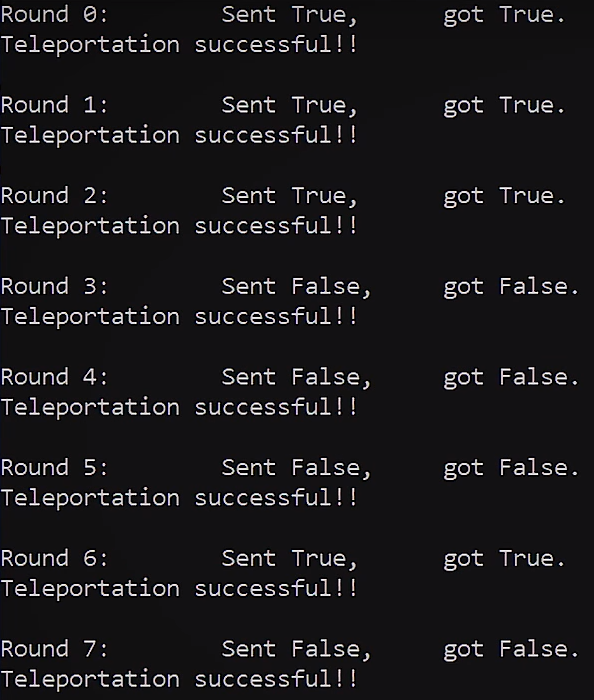 Round 0: Sent True, got True.
Teleportation successful!!
Round 1: Sent True, got True.
Teleportation successful!!
Round 2: Sent True, got True.
Teleportation successful!!
Round 3: Sent False, got False.
Teleportation successful!!
Round 4: Sent False, got False.
Teleportation successful!!
Round 5: Sent False, got False.
Teleportation successful!!
Round 6: Sent True, got True.
Teleportation successful!!
Round 7: Sent False, got False.
Teleportation successful!!